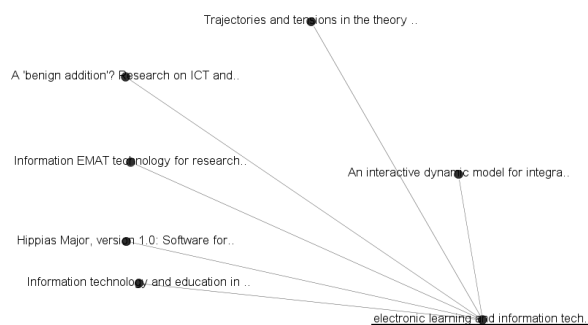 Trajectories and tensions in the theory ..
A 'benign addition'? Research on ICT and..
Information EMAT technology for research..
An interactive dynamic model for integra..
Hippias Major, version 1.0: Software for..
Information technology and education in ..
electronic learning and information tech.